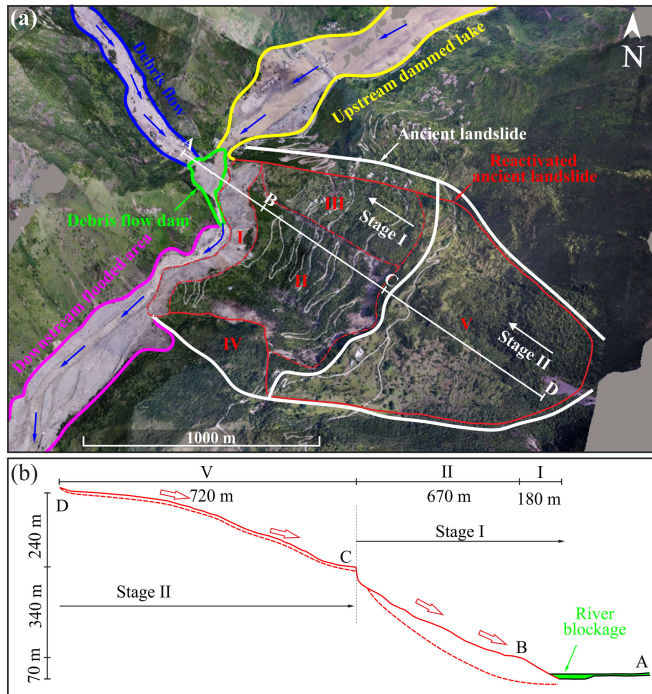 (a)
N
Debris flow
Upstream dammed lake
Ancient landslide
Reactivated
ancient landslide
A
Debris flow dam
B
III
Stage I
I
Downstream flooded area
C
II
V
IV
Stage II
D
1000 m
(b)
V
II
I
720 m
670 m
180 m
D
240 m
Stage I
C
Stage II
340 m
River
blockage
B
A
70 m